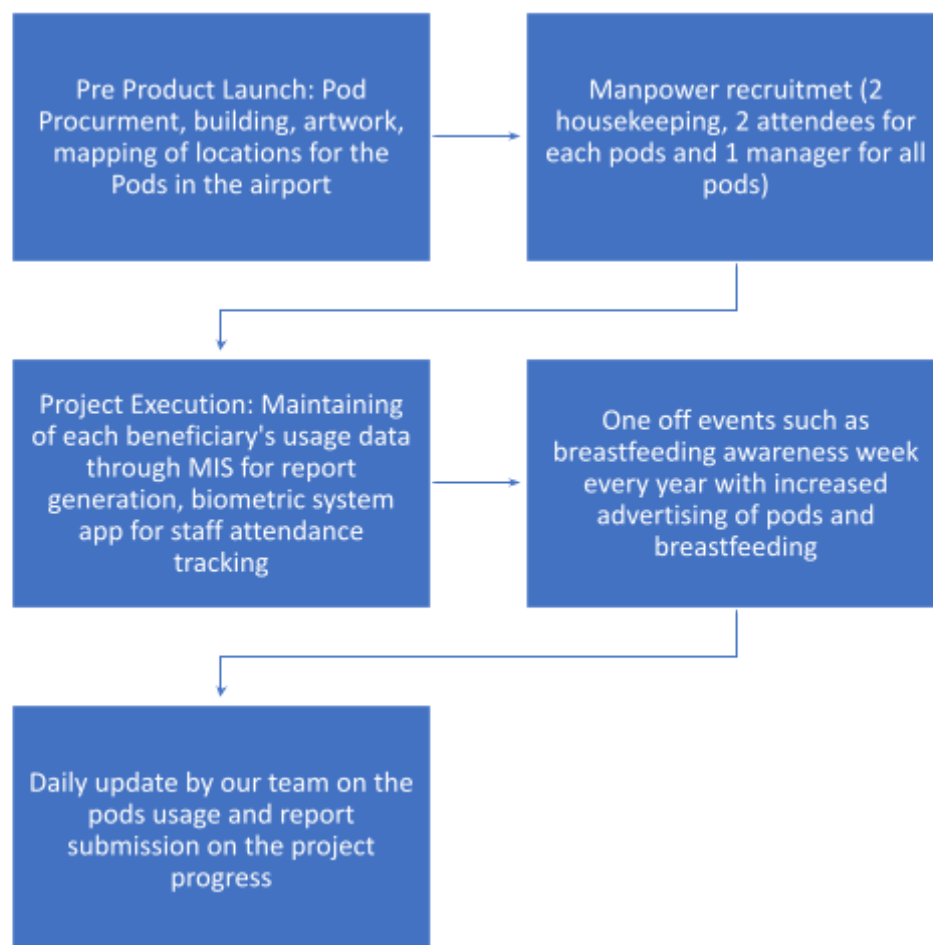 Pre Product Launch: Pod
Procurment, building, artwork,
mapping of locations for the
Pods in the airport
Manpower recruitmet (2
housekeeping, 2 attendees for
each pods and 1 manager for all
pods)
Project Execution: Maintaining
of each beneficiary's usage data
through MIS for report
generation, biometric system
app for staff attendance
tracking
One off events such as
breastfeeding awareness week
every year with increased
advertising of pods and
breastfeeding
Daily update by our team on the
pods usage and report
submission on the project
progress